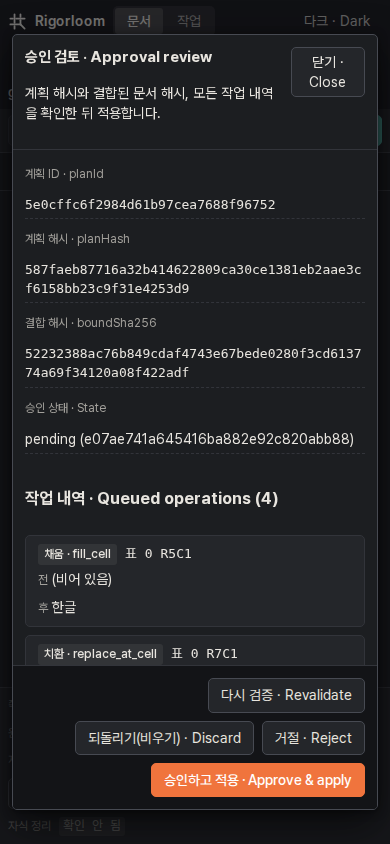 Rigorloom 문서 작업 다크 · Dark
승인 검토 · Approval review
닫기 ·
Close
계획 해시와 결합된 문서 해시, 모든 작업 내역
을 확인한 뒤 적용합니다.
계획 ID · planId
5e0cffc6f2984d61b97cea7688f96752
계획 해시 · planHash
587faeb87716a32b414622809ca30ce1381eb2aae3c
f6158bb23c9f31e4253d9
결합 해시 · boundSha256
52232388ac76b849cdaf4743e67bede0280f3cd6137
74a69f34120a08f422adf
승인 상태 · State
pending (e07ae741a645416ba882e92c820abb88)
작업 내역 · Queued operations (4)
채움 · fill_cell 표 0 R5C1
전 (비어 있음)
후 한글
치환 · replace_at_cell 표 0 R7C1
다시 검증 · Revalidate
되돌리기(비우기) · Discard
거절 · Reject
승인하고 적용 · Approve & apply
자식 정리 확인 안 됨